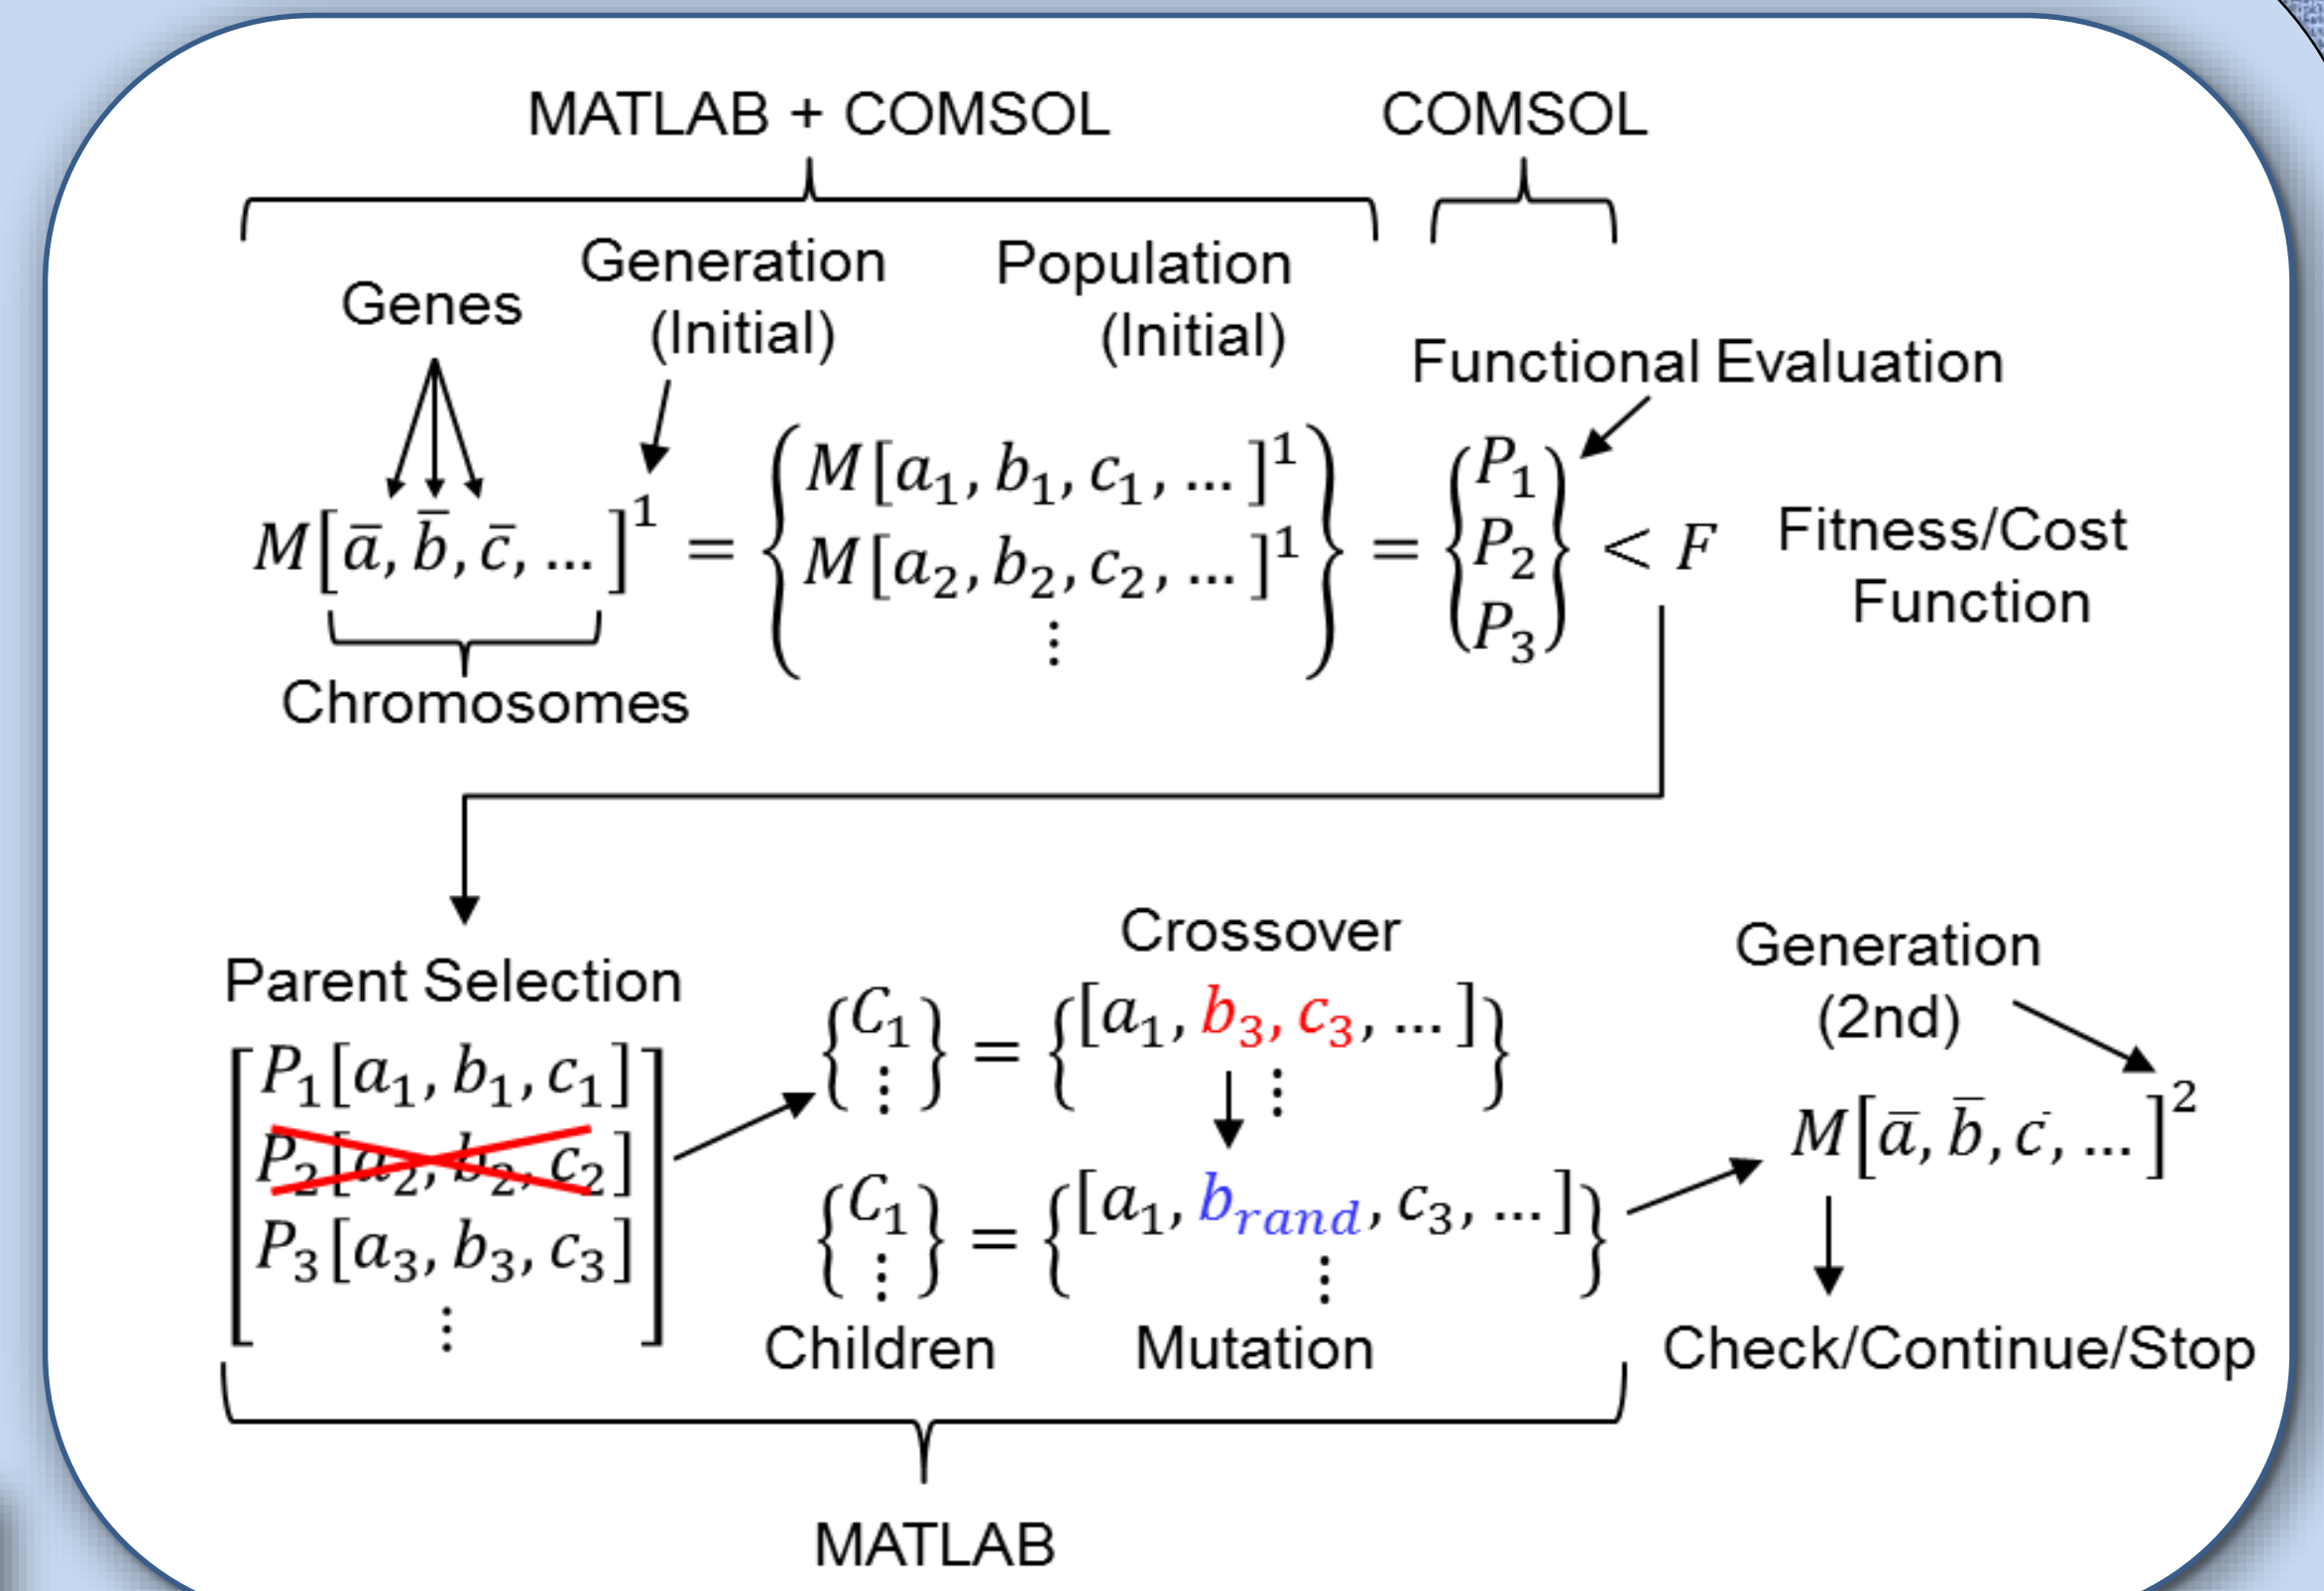 MATLAB + COMSOL COMSOL
Genes Generation (Initial) Population (Initial)
Functional Evaluation
M[a̅, b̅, c̅, …]¹ = {M[a₁, b₁, c₁, …]¹ M[a₂, b₂, c₂, …]¹ ⋮} = {P₁ P₂ P₃} < F Fitness/Cost Function
Chromosomes
Parent Selection
P₁[a₁, b₁, c₁]
P₂[a₂, b₂, c₂]
P₃[a₃, b₃, c₃]
⋮
Crossover
{C₁ ⋮} = {[a₁, b₃, c₃, …] ⋮}
{C₁ ⋮} = {[a₁, b_rand, c₃, …] ⋮}
Children Mutation
Generation
(2nd)
M[a̅, b̅, c̅, …]²
Check/Continue/Stop
MATLAB